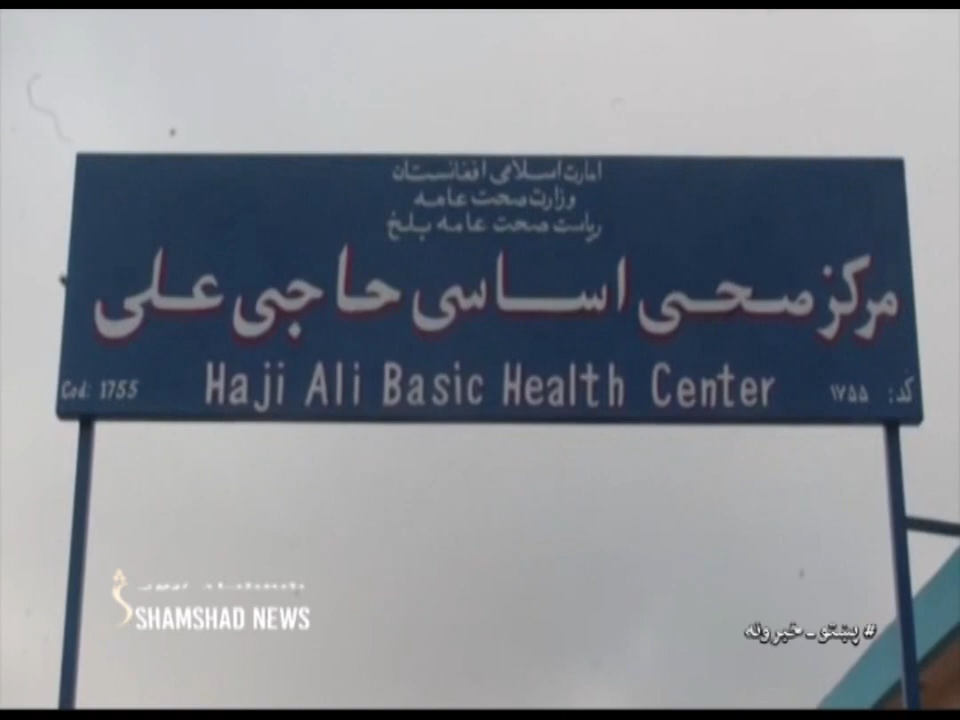 امارت اسلامی افغانستان
وزارت صحت عامه
ریاست صحت عامه بلخ
مرکز صحی اساسی حاجی علی
Haji Ali Basic Health Center
Cod: 1755
کد: ۱۷۵۵
SHAMSHAD NEWS
# پښتو ـ خبرونه